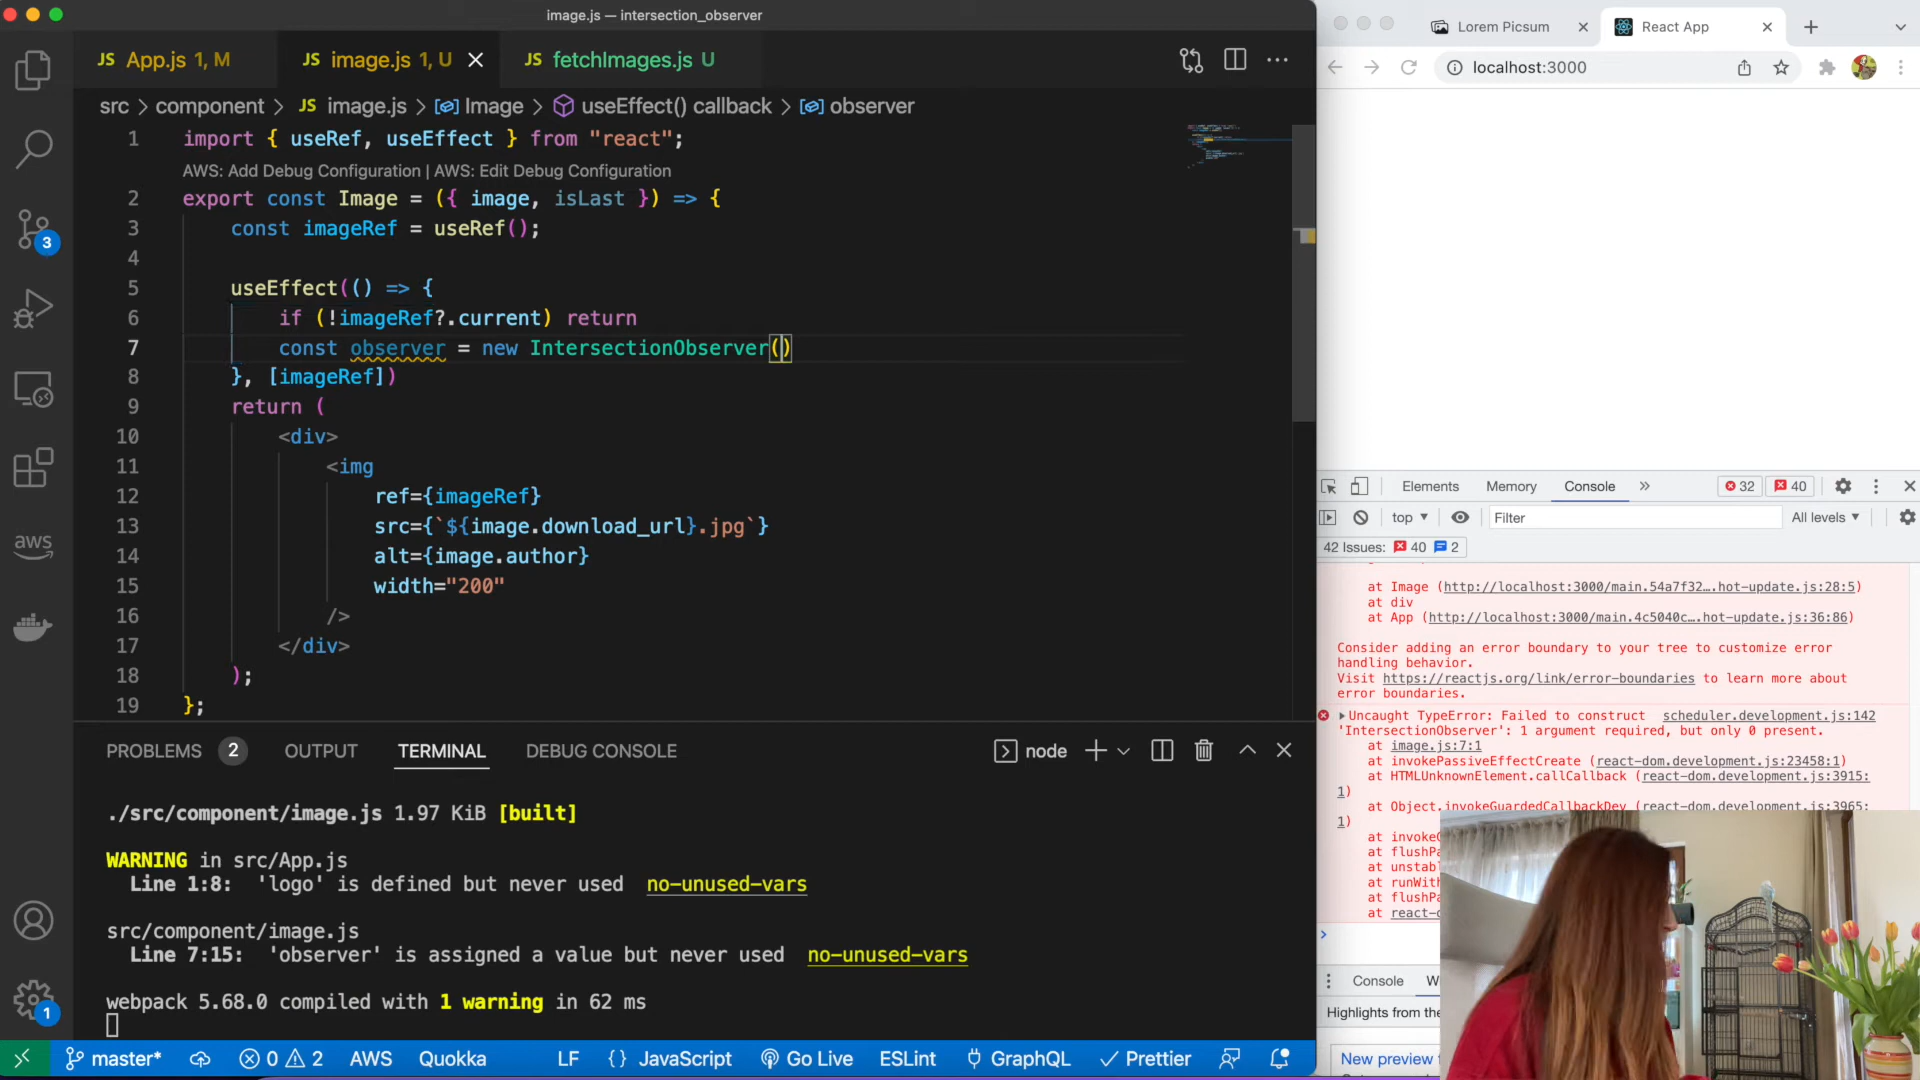 image.js — intersection_observer
JS App.js 1, M
JS image.js 1, U
JS fetchImages.js U
src > component > JS image.js > Image > useEffect() callback > observer
1 import { useRef, useEffect } from "react";
AWS: Add Debug Configuration | AWS: Edit Debug Configuration
2 export const Image = ({ image, isLast }) => {
3 const imageRef = useRef();
4
5 useEffect(() => {
6 if (!imageRef?.current) return
7 const observer = new IntersectionObserver()
8 }, [imageRef])
9 return (
10 <div>
11 <img
12 ref={imageRef}
13 src={`${image.download_url}.jpg`}
14 alt={image.author}
15 width="200"
16 />
17 </div>
18 );
19 };
3
aws
1
PROBLEMS 2 OUTPUT TERMINAL DEBUG CONSOLE
node
./src/component/image.js 1.97 KiB [built]
WARNING in src/App.js
Line 1:8: 'logo' is defined but never used no-unused-vars
src/component/image.js
Line 7:15: 'observer' is assigned a value but never used no-unused-vars
webpack 5.68.0 compiled with 1 warning in 62 ms
master* 0 2 AWS Quokka LF {} JavaScript Go Live ESLint GraphQL Prettier
Lorem Picsum
React App
localhost:3000
Elements Memory Console 32 40
top Filter All levels
42 Issues: 40 2
at Image (http://localhost:3000/main.54a7f32….hot-update.js:28:5)
at div
at App (http://localhost:3000/main.4c5040c….hot-update.js:36:86)
Consider adding an error boundary to your tree to customize error
handling behavior.
Visit https://reactjs.org/link/error-boundaries to learn more about
error boundaries.
Uncaught TypeError: Failed to construct scheduler.development.js:142
'IntersectionObserver': 1 argument required, but only 0 present.
at image.js:7:1
at invokePassiveEffectCreate (react-dom.development.js:23458:1)
at HTMLUnknownElement.callCallback (react-dom.development.js:3915:
1)
at Object.invokeGuardedCallbackDev (react-dom.development.js:3965:
1)
at invoke
at flushPa
at unstabl
at runWith
at flushPa
at react-d
Console W
Highlights from the
New preview